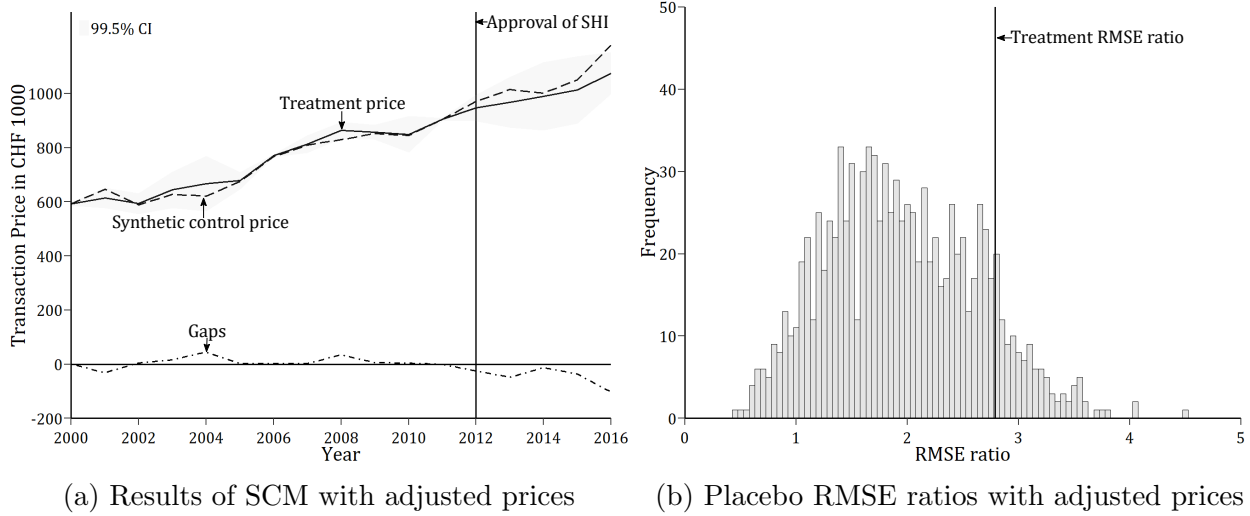 99.5% CI
Approval of SHI
Treatment price
Synthetic control price
Gaps
Transaction Price in CHF 1000
1000
800
600
400
200
0
-200
2000 2002 2004 2006 2008 2010 2012 2014 2016
Year
(a) Results of SCM with adjusted prices
Treatment RMSE ratio
Frequency
50
40
30
20
10
0
0 1 2 3 4 5
RMSE ratio
(b) Placebo RMSE ratios with adjusted prices